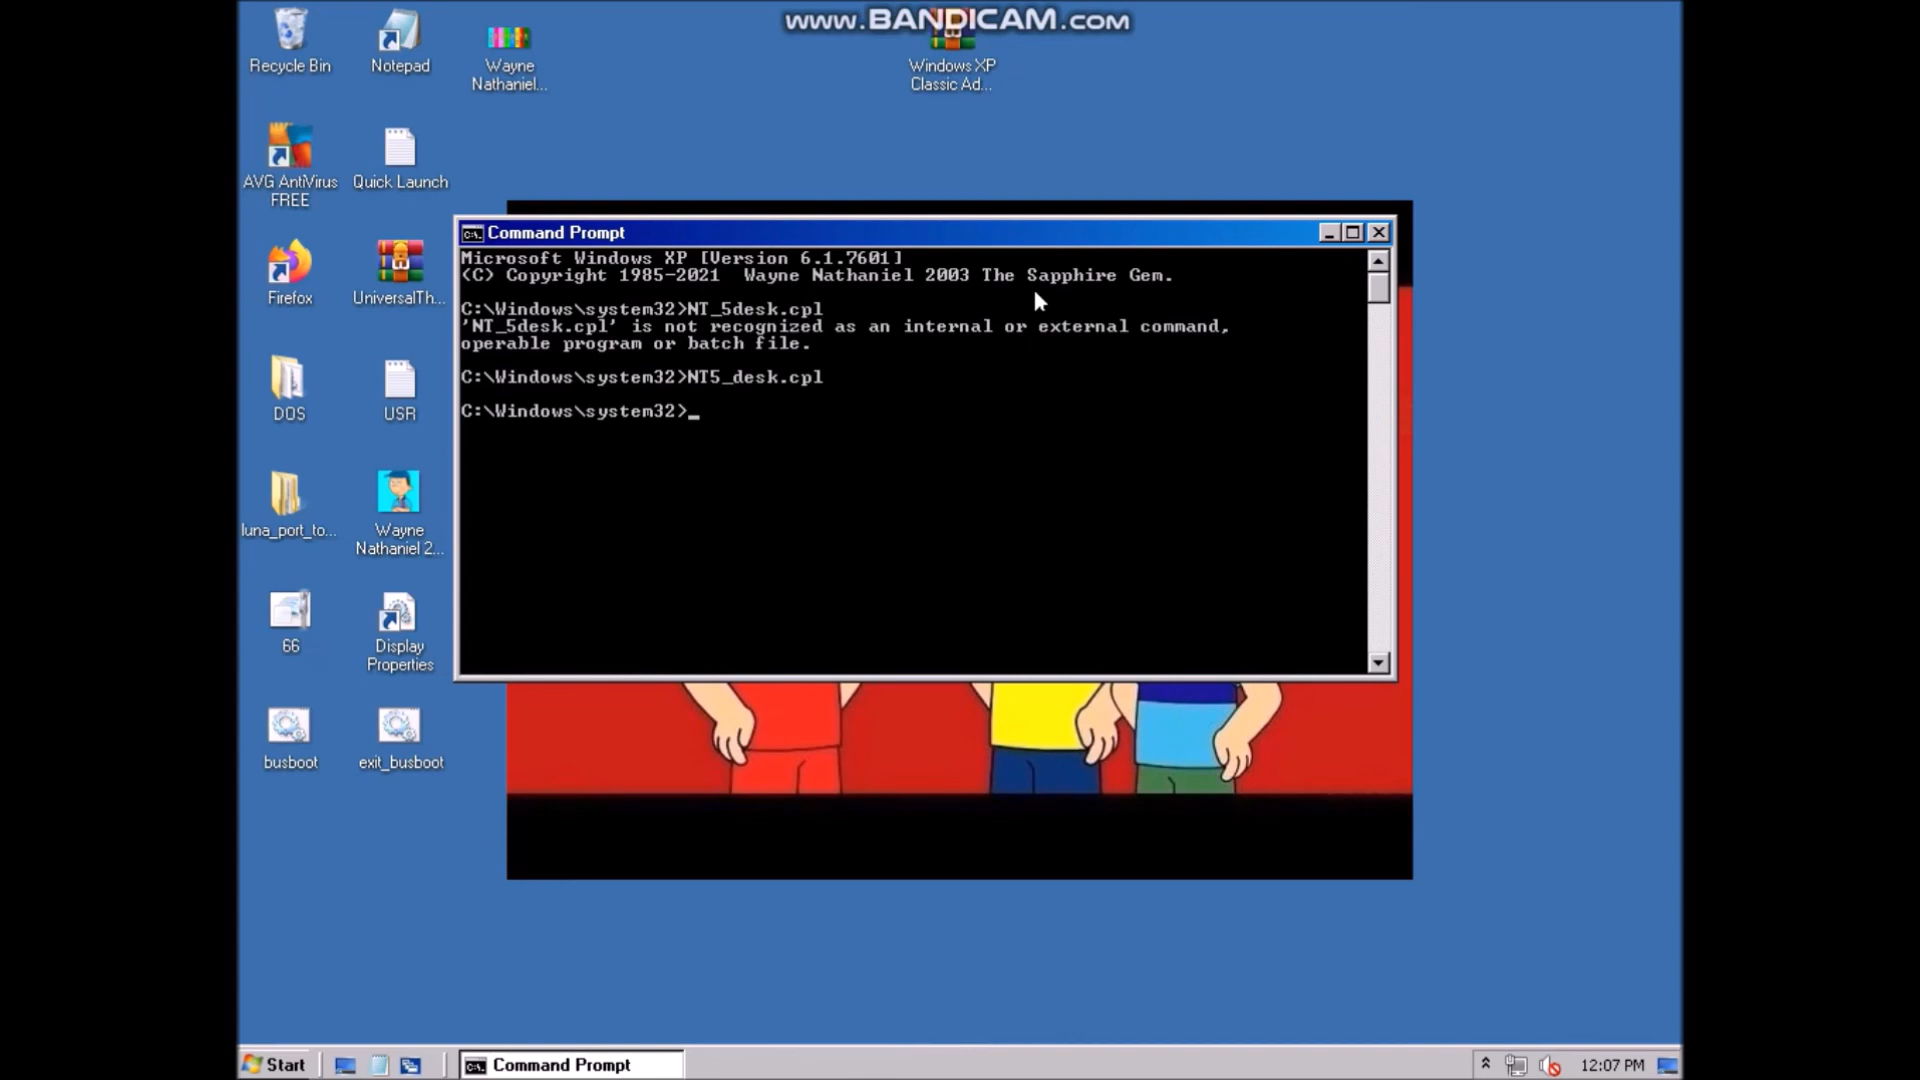 www.BANDICAM.com
Recycle Bin
Notepad
Wayne
Nathaniel...
Windows XP
Classic Ad...
AVG AntiVirus
FREE
Quick Launch
Firefox
UniversalTh...
DOS
USR
luna_port_to...
Wayne
Nathaniel 2...
66
Display
Properties
busboot
exit_busboot
C:\.
Command Prompt
Microsoft Windows XP [Version 6.1.7601]
(C) Copyright 1985-2021  Wayne Nathaniel 2003 The Sapphire Gem.
C:\Windows\system32>NT_5desk.cpl
'NT_5desk.cpl' is not recognized as an internal or external command,
operable program or batch file.
C:\Windows\system32>NT5_desk.cpl
C:\Windows\system32>_
Start
C:\.
Command Prompt
12:07 PM